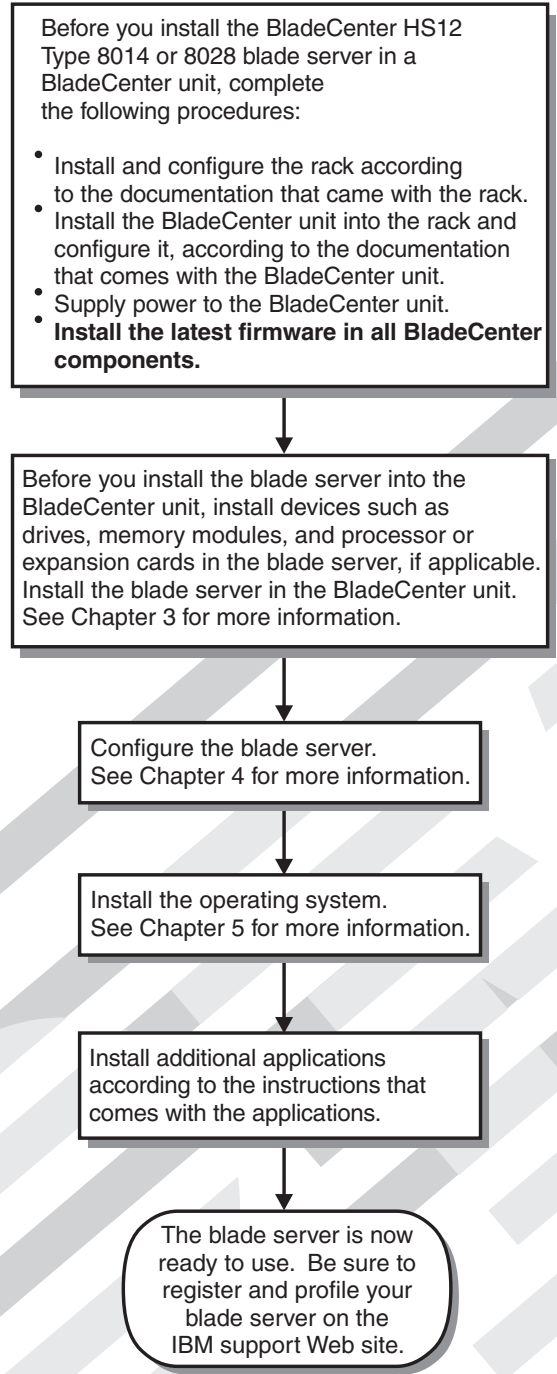 Before you install the BladeCenter HS12
Type 8014 or 8028 blade server in a
BladeCenter unit, complete
the following procedures:
• Install and configure the rack according
to the documentation that came with the rack.
• Install the BladeCenter unit into the rack and
configure it, according to the documentation
that comes with the BladeCenter unit.
• Supply power to the BladeCenter unit.
• Install the latest firmware in all BladeCenter
components.
Before you install the blade server into the
BladeCenter unit, install devices such as
drives, memory modules, and processor or
expansion cards in the blade server, if applicable.
Install the blade server in the BladeCenter unit.
See Chapter 3 for more information.
Configure the blade server.
See Chapter 4 for more information.
Install the operating system.
See Chapter 5 for more information.
Install additional applications
according to the instructions that
comes with the applications.
The blade server is now
ready to use. Be sure to
register and profile your
blade server on the
IBM support Web site.